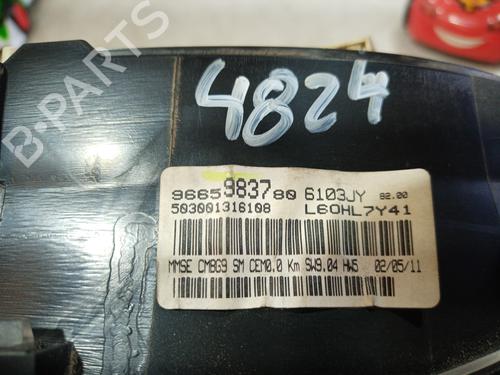 B-PARTS
4824
9665983780 6103JY 82.00
503001316108 L60HL7Y41
MMSE CMBG9 SM CEM0.0 Km SW9.04 HW5 02/05/11